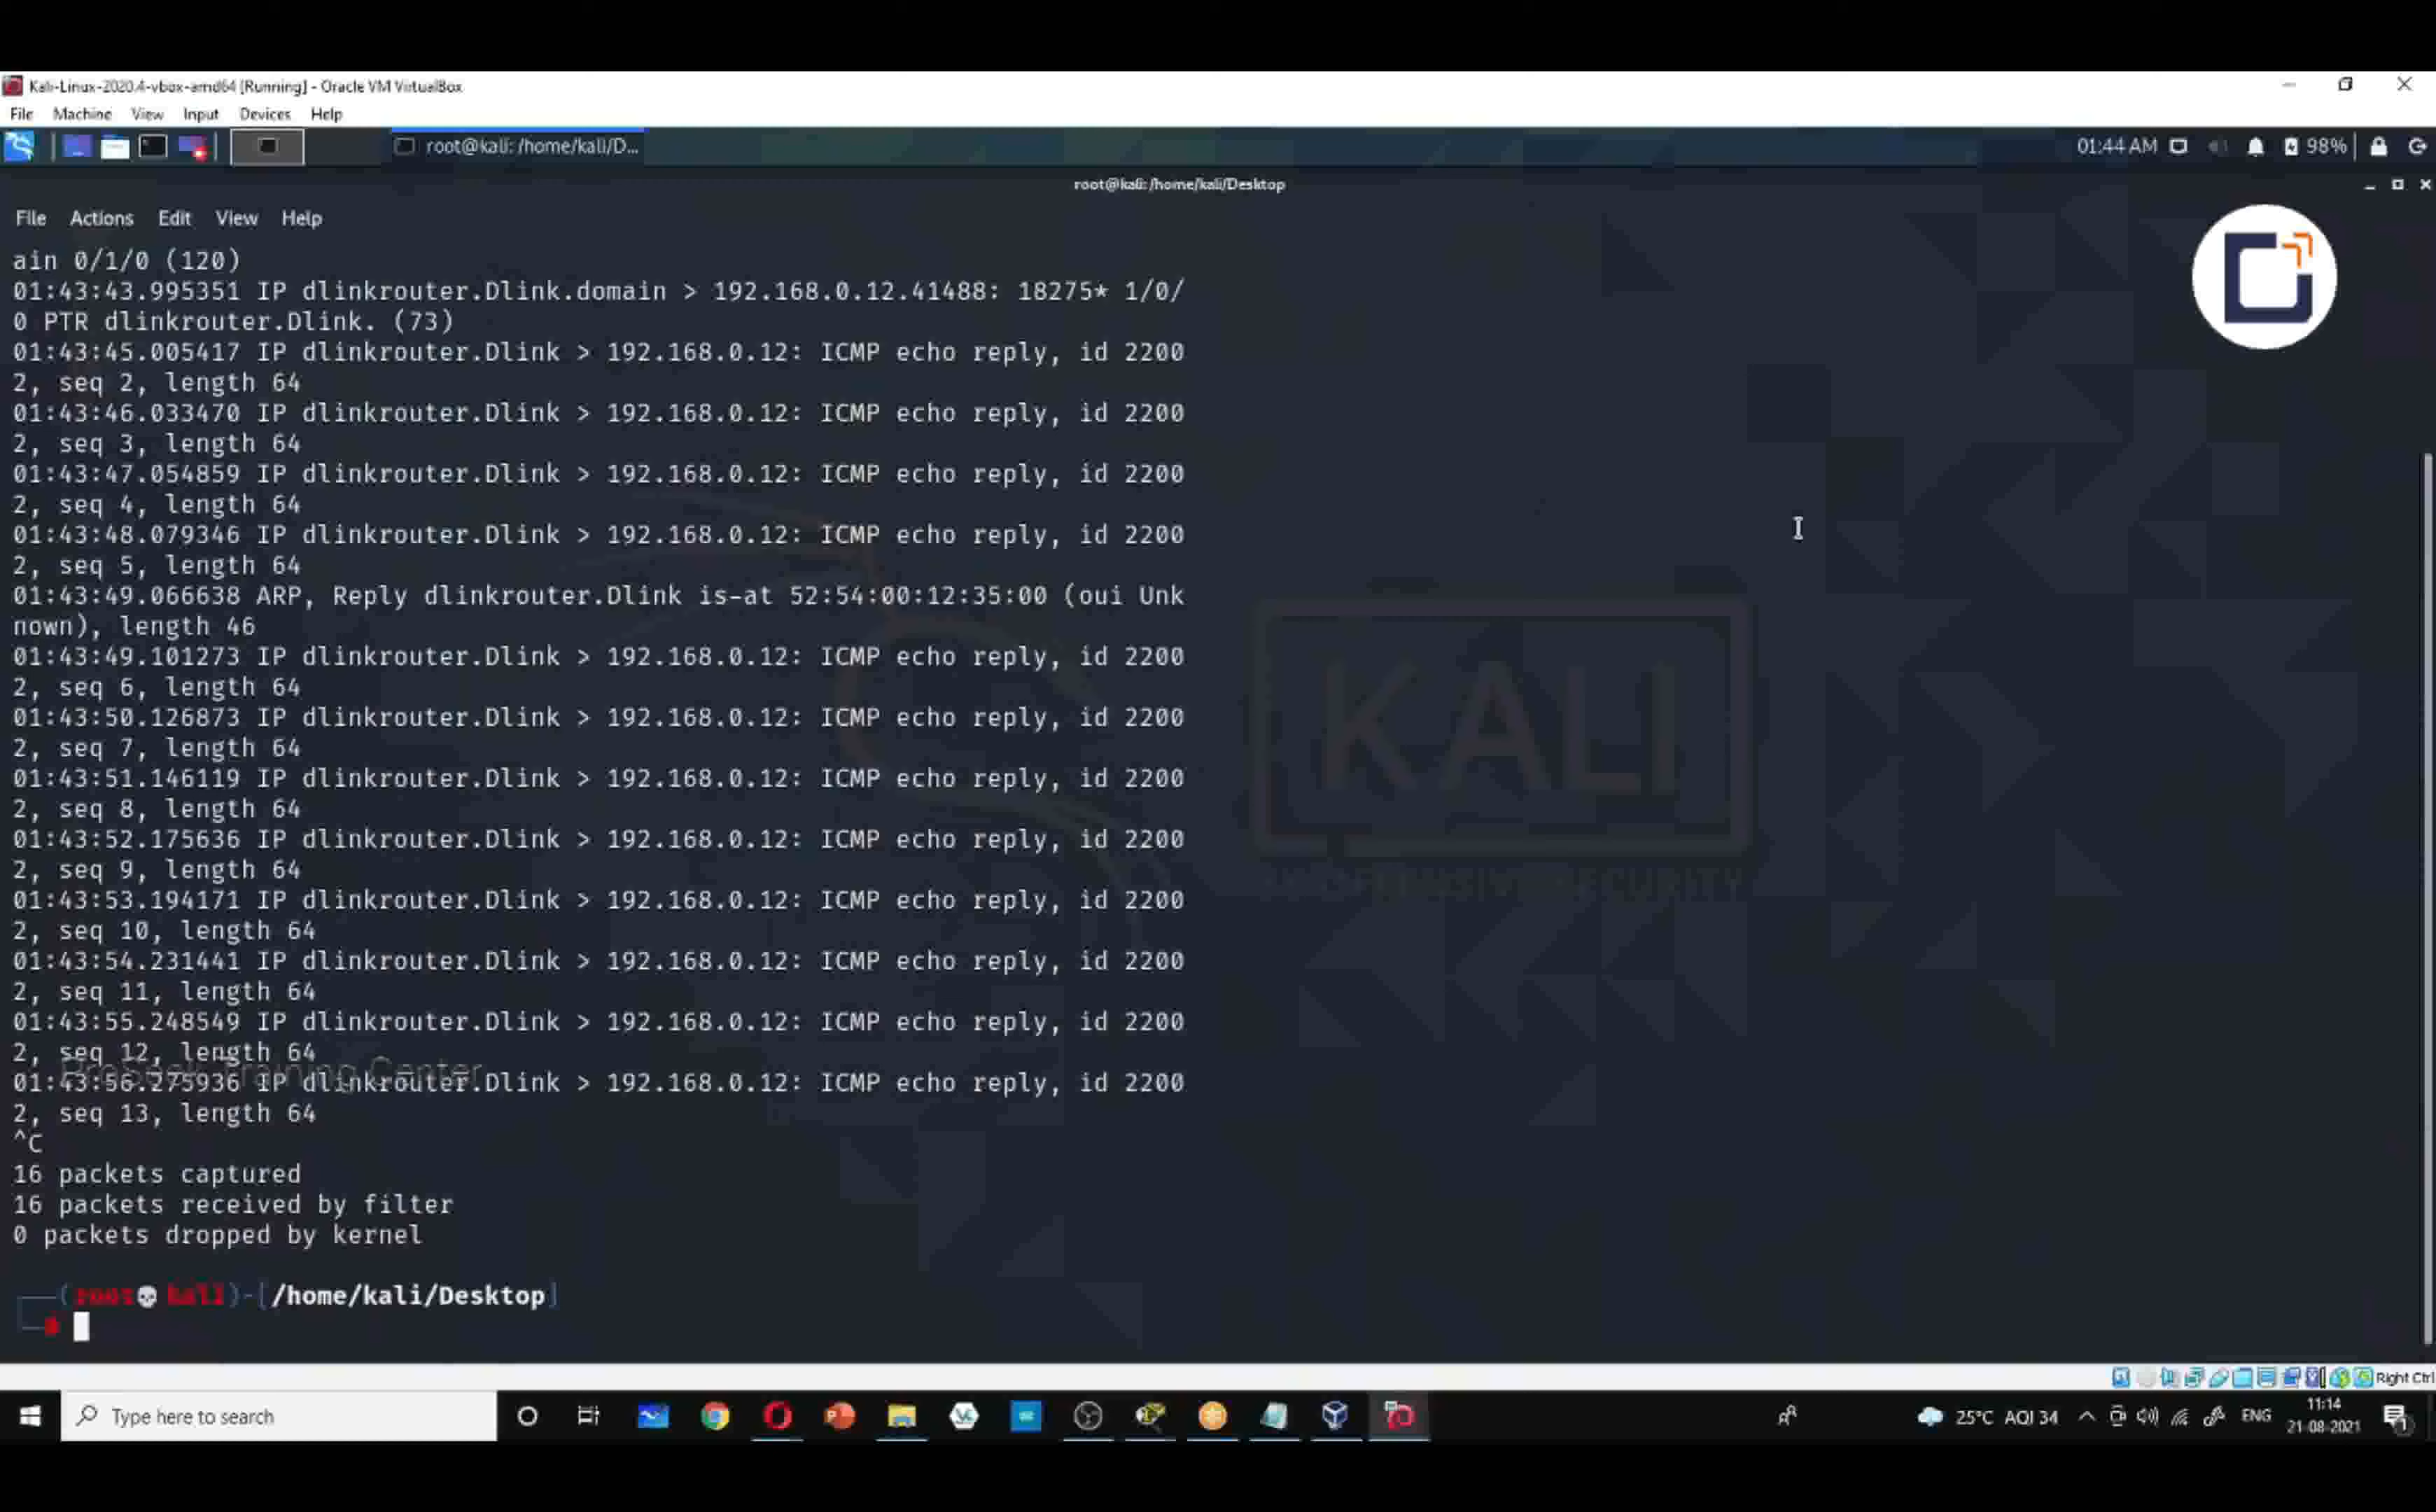 Kali-Linux-2020.4-vbox-amd64 [Running] - Oracle VM VirtualBox
File Machine View Input Devices Help
root@kali: /home/kali/D...
01:44 AM
98%
root@kali: /home/kali/Desktop
File Actions Edit View Help
ain 0/1/0 (120)
01:43:43.995351 IP dlinkrouter.Dlink.domain > 192.168.0.12.41488: 18275* 1/0/
0 PTR dlinkrouter.Dlink. (73)
01:43:45.005417 IP dlinkrouter.Dlink > 192.168.0.12: ICMP echo reply, id 2200
2, seq 2, length 64
01:43:46.033470 IP dlinkrouter.Dlink > 192.168.0.12: ICMP echo reply, id 2200
2, seq 3, length 64
01:43:47.054859 IP dlinkrouter.Dlink > 192.168.0.12: ICMP echo reply, id 2200
2, seq 4, length 64
01:43:48.079346 IP dlinkrouter.Dlink > 192.168.0.12: ICMP echo reply, id 2200
2, seq 5, length 64
01:43:49.066638 ARP, Reply dlinkrouter.Dlink is-at 52:54:00:12:35:00 (oui Unk
nown), length 46
01:43:49.101273 IP dlinkrouter.Dlink > 192.168.0.12: ICMP echo reply, id 2200
2, seq 6, length 64
01:43:50.126873 IP dlinkrouter.Dlink > 192.168.0.12: ICMP echo reply, id 2200
2, seq 7, length 64
01:43:51.146119 IP dlinkrouter.Dlink > 192.168.0.12: ICMP echo reply, id 2200
2, seq 8, length 64
01:43:52.175636 IP dlinkrouter.Dlink > 192.168.0.12: ICMP echo reply, id 2200
2, seq 9, length 64
01:43:53.194171 IP dlinkrouter.Dlink > 192.168.0.12: ICMP echo reply, id 2200
2, seq 10, length 64
01:43:54.231441 IP dlinkrouter.Dlink > 192.168.0.12: ICMP echo reply, id 2200
2, seq 11, length 64
01:43:55.248549 IP dlinkrouter.Dlink > 192.168.0.12: ICMP echo reply, id 2200
2, seq 12, length 64
ProSeek Training Center
01:43:56.275936 IP dlinkrouter.Dlink > 192.168.0.12: ICMP echo reply, id 2200
2, seq 13, length 64
^C
16 packets captured
16 packets received by filter
0 packets dropped by kernel
(root💀kali)-[/home/kali/Desktop]
KALI
BY OFFENSIVE SECURITY
Right Ctrl
Type here to search
25°C AQI 34
ENG
11:14
21-08-2021